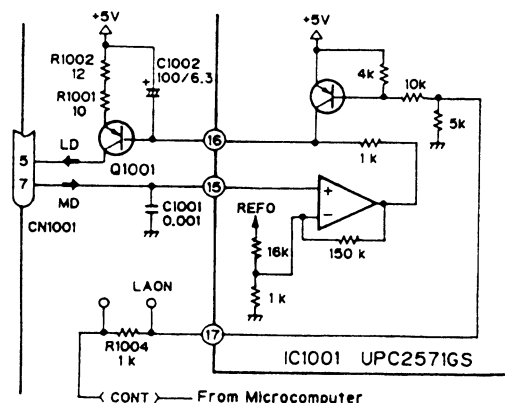 +5V
+5V
R1002
12
C1002
100/6.3
+
R1001
10
4k
10k
5k
16
1k
5
LD
Q1001
7
MD
15
+
CN1001
C1001
0.001
REFO
−
16k
150 k
1 k
LAON
R1004
1 k
17
IC1001 UPC2571GS
CONT
From Microcomputer